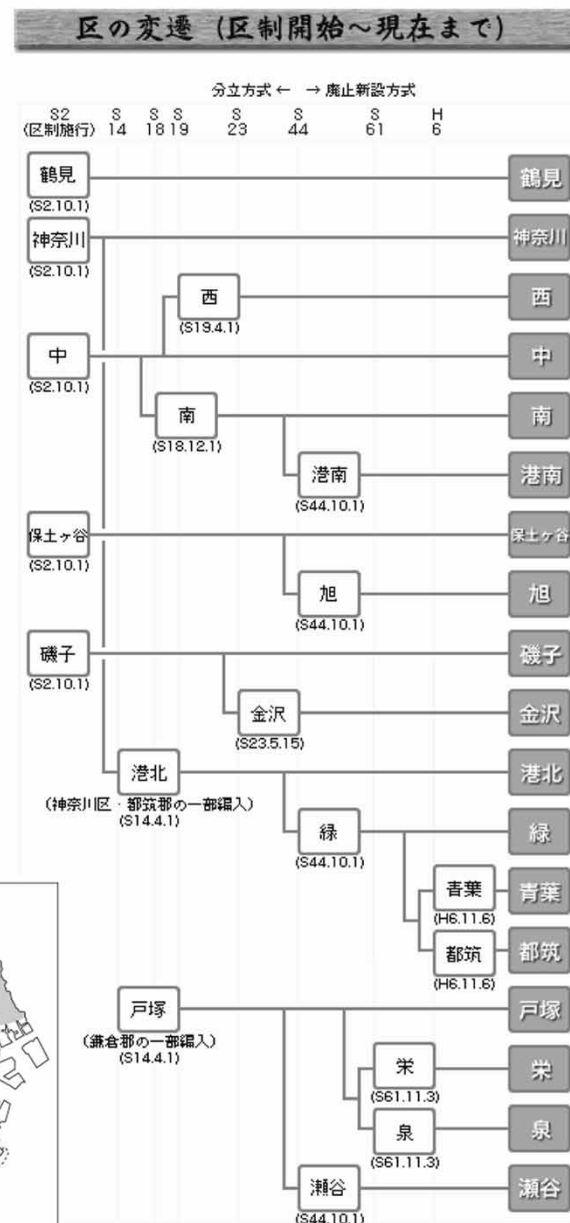 区の変遷（区制開始～現在まで）
分立方式← →廃止新設方式
S2 S S S S S S H
（区制施行） 14 18 19 23 44 61 6
鶴見 鶴見
(S2.10.1)
神奈川 神奈川
(S2.10.1)
西 西
(S19.4.1)
中 中
(S2.10.1)
南 南
(S18.12.1)
港南 港南
(S44.10.1)
保土ヶ谷 保土ヶ谷
(S2.10.1)
旭 旭
(S44.10.1)
磯子 磯子
(S2.10.1)
金沢 金沢
(S23.5.15)
港北 港北
（神奈川区・都筑郡の一部編入）
(S14.4.1)
緑 緑
(S44.10.1)
青葉 青葉
(H6.11.6)
都筑 都筑
(H6.11.6)
戸塚 戸塚
（鎌倉郡の一部編入）
(S14.4.1)
栄 栄
(S61.11.3)
泉 泉
(S61.11.3)
瀬谷 瀬谷
(S44.10.1)